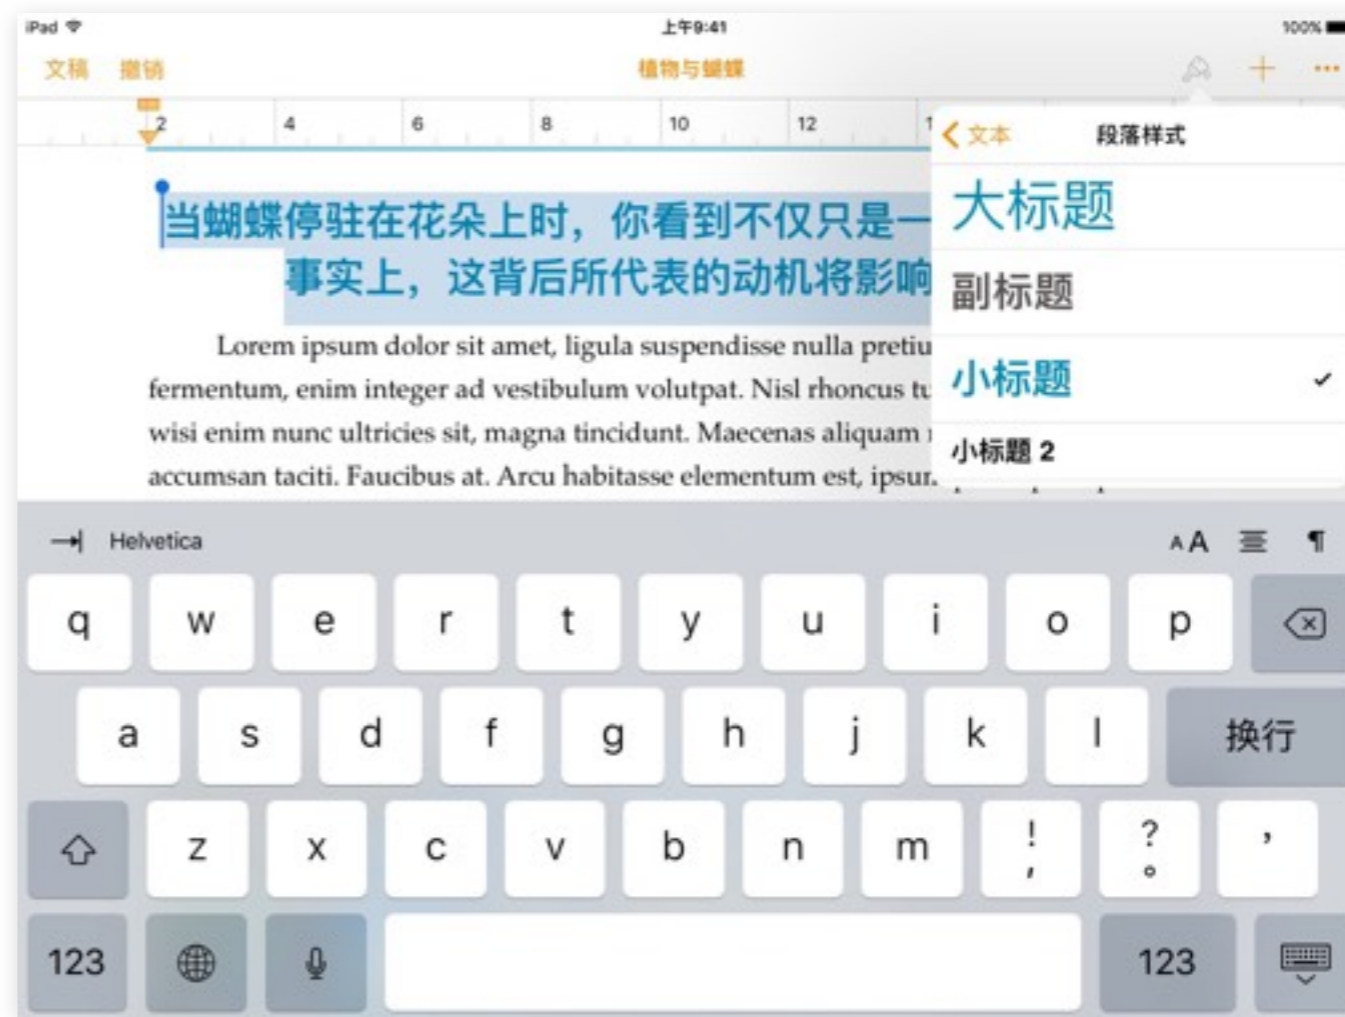 iPad
上午9:41
100%
文稿 撤销
植物与蝴蝶
2 4 6 8 10 12
文本 段落样式
大标题
副标题
小标题
小标题 2
当蝴蝶停驻在花朵上时，你看到不仅只是一
事实上，这背后所代表的动机将影响
Lorem ipsum dolor sit amet, ligula suspendisse nulla pretiu
fermentum, enim integer ad vestibulum volutpat. Nisl rhoncus tu
wisi enim nunc ultricies sit, magna tincidunt. Maecenas aliquam
accumsan taciti. Faucibus at. Arcu habitasse elementum est, ipsu
Helvetica
AA ¶
q w e r t y u i o p
a s d f g h j k l 换行
z x c v b n m ! , ? 。 ’
123 123